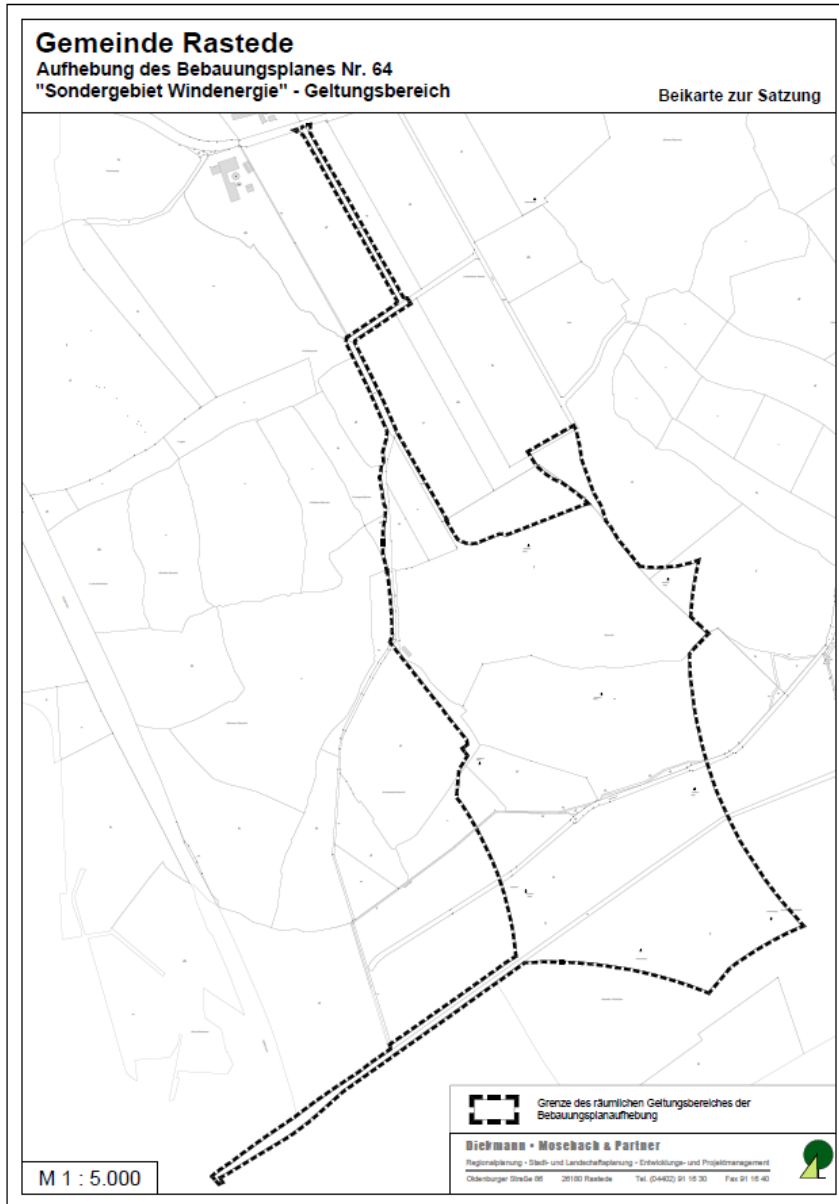 Gemeinde Rastede
Aufhebung des Bebauungsplanes Nr. 64
"Sondergebiet Windenergie" - Geltungsbereich
Beikarte zur Satzung
Grenze des räumlichen Geltungsbereiches der
Bebauungsplanaufhebung
Diekmann • Mosebach & Partner
Regionalplanung • Stadt- und Landschaftsplanung • Entwicklungs- und Projektmanagement
Oldenburger Straße 86 26180 Rastede Tel. (04402) 91 16 30 Fax 91 16 40
M 1 : 5.000